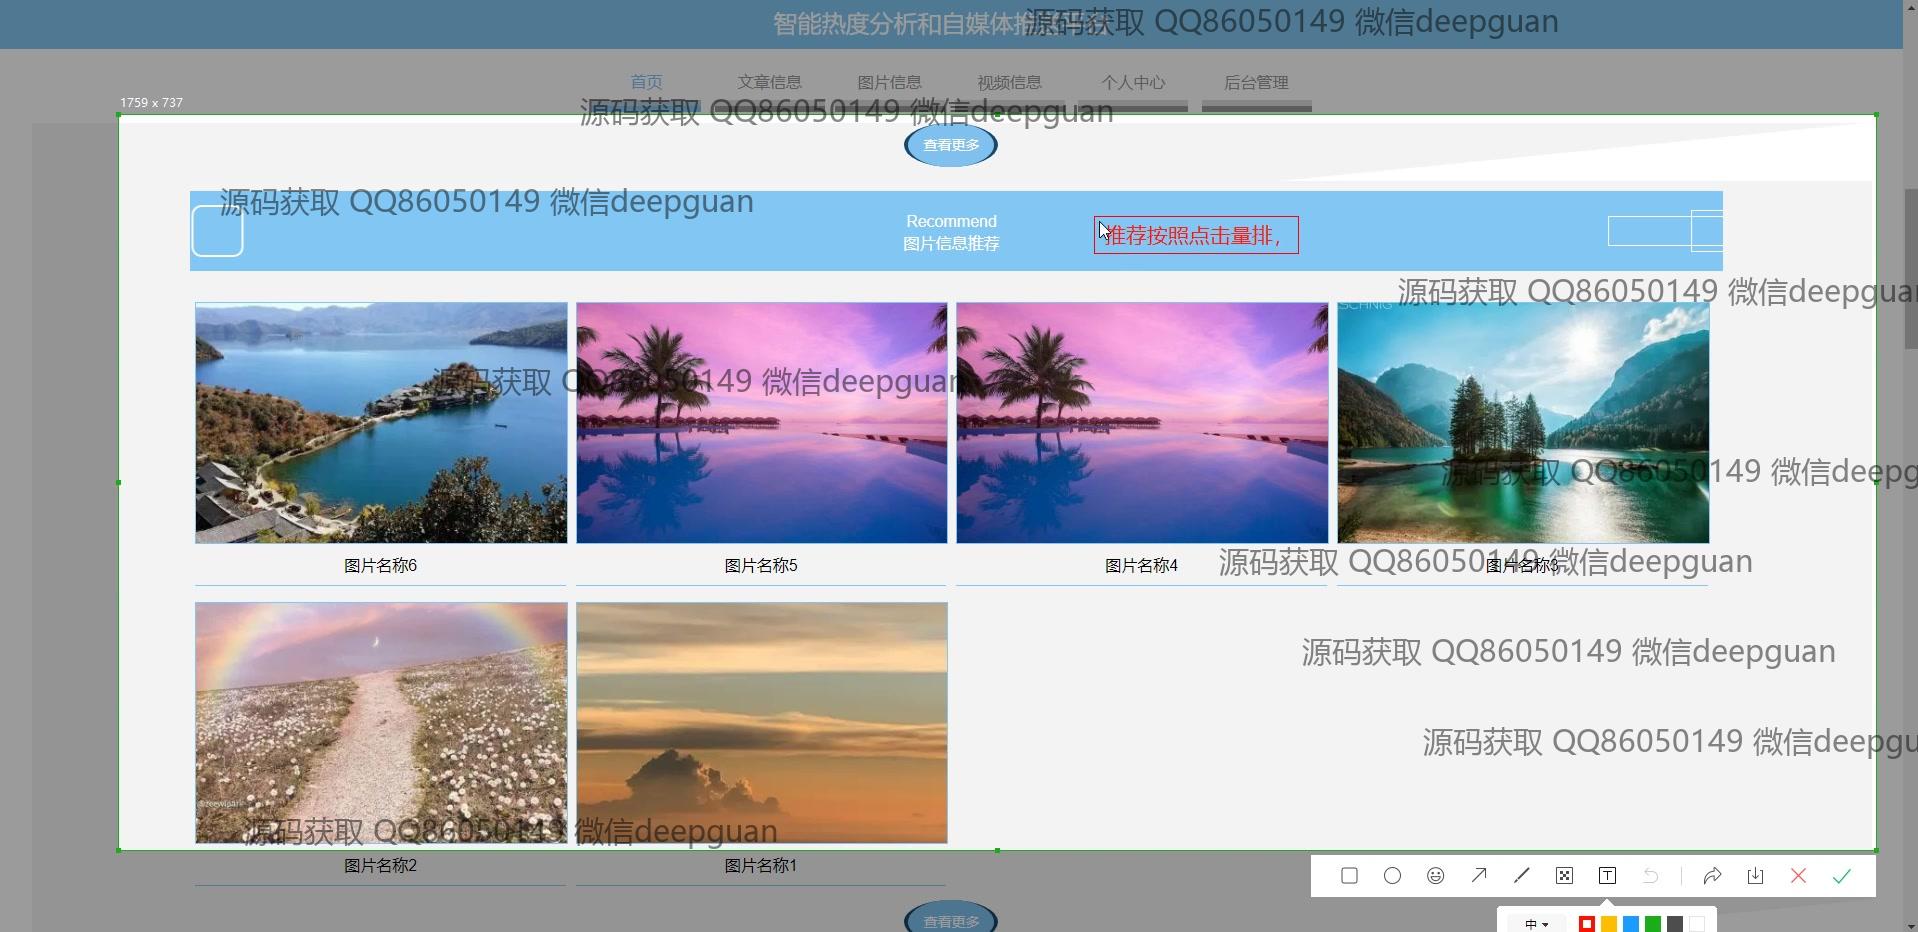 智能热度分析和自媒体推
源码获取 QQ86050149 微信deepguan
首页
文章信息
图片信息
视频信息
个人中心
后台管理
1759 x 737
源码获取 QQ86050149 微信deepguan
查看更多
源码获取 QQ86050149 微信deepguan
Recommend
图片信息推荐
推荐按照点击量排，
源码获取 QQ86050149 微信deepguan
SCHNIG
源码获取 QQ86050149 微信deepguan
源码获取 QQ86050149 微信deepg
图片名称6
图片名称5
图片名称4
图片名称3
源码获取 QQ86050149 微信deepguan
源码获取 QQ86050149 微信deepguan
源码获取 QQ86050149 微信deepgu
源码获取 QQ86050149 微信deepguan
图片名称2
图片名称1
T
查看更多
中